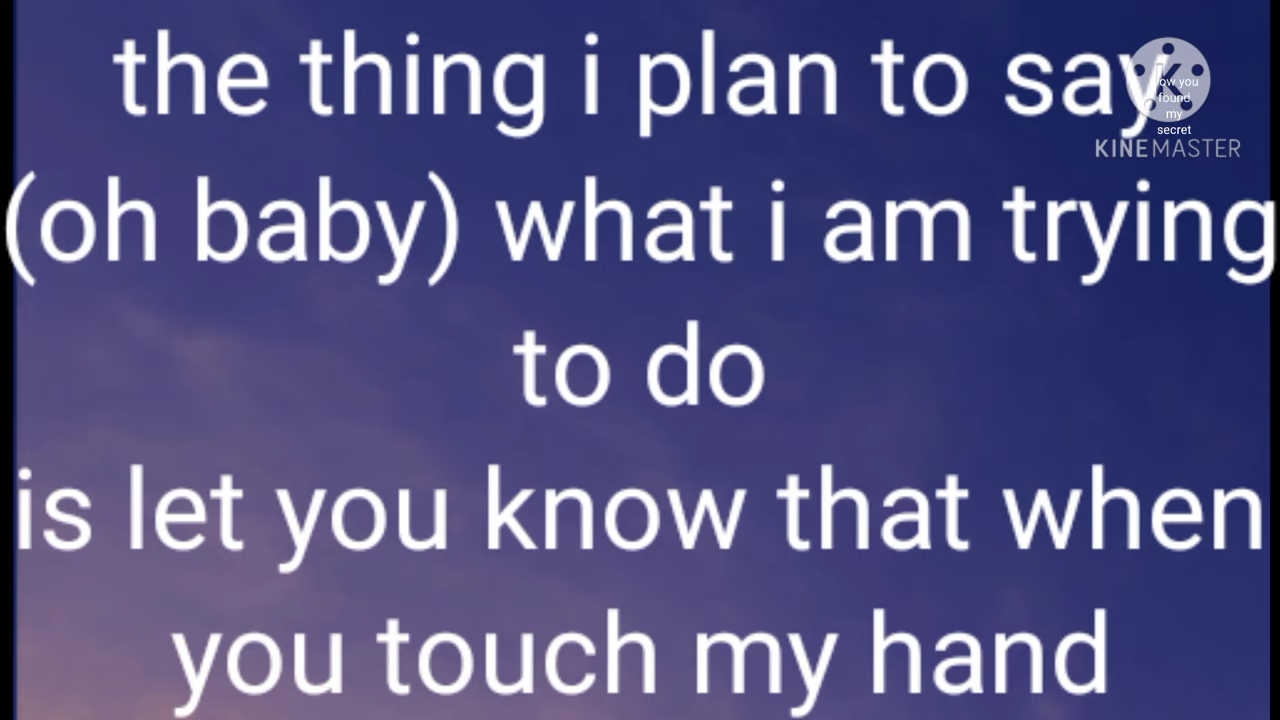 the thing i plan to say
(oh baby) what i am trying
to do
is let you know that when
you touch my hand
ow you
found
my
secret
KINEMASTER